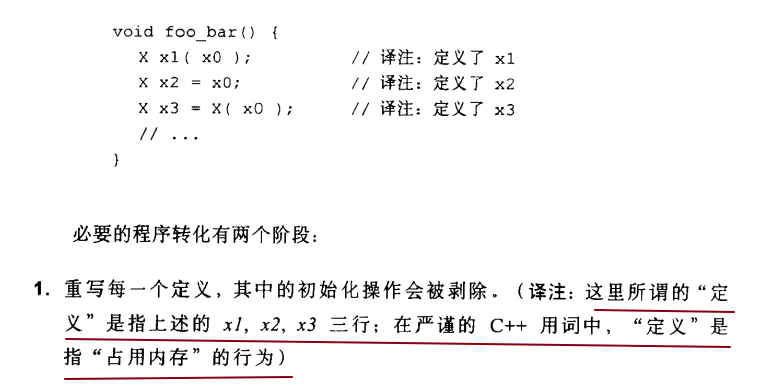 void foo_bar() {
X x1( x0 ); // 译注：定义了 x1
X x2 = x0; // 译注：定义了 x2
X x3 = X( x0 ); // 译注：定义了 x3
// ...
}
必要的程序转化有两个阶段：
1. 重写每一个定义，其中的初始化操作会被剥除。（译注：这里所谓的“定
义”是指上述的 x1, x2, x3 三行；在严谨的 C++ 用词中，“定义”是
指“占用内存”的行为）